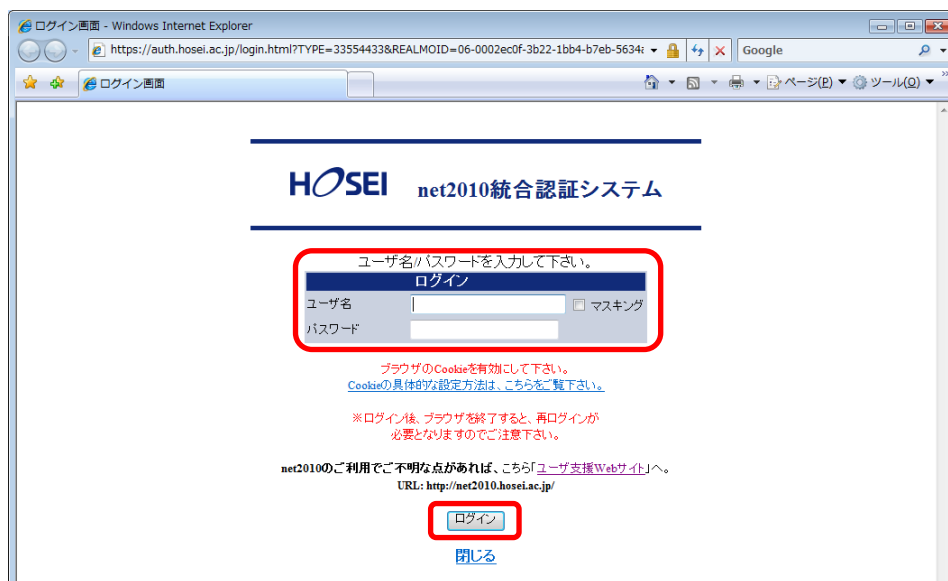 ログイン画面 - Windows Internet Explorer
https://auth.hosei.ac.jp/login.html?TYPE=33554433&REALMOID=06-0002ec0f-3b22-1bb4-b7eb-5634
Google
ログイン画面
ページ(P) ツール(O)
HOSEI net2010統合認証システム
ユーザ名/パスワードを入力して下さい。
ログイン
ユーザ名 マスキング
パスワード
ブラウザのCookieを有効にして下さい。
Cookieの具体的な設定方法は、こちらをご覧下さい。
※ログイン後、ブラウザを終了すると、再ログインが
必要となりますのでご注意下さい。
net2010のご利用でご不明な点があれば、こちら「ユーザ支援Webサイト」へ。
URL: http://net2010.hosei.ac.jp/
ログイン
閉じる